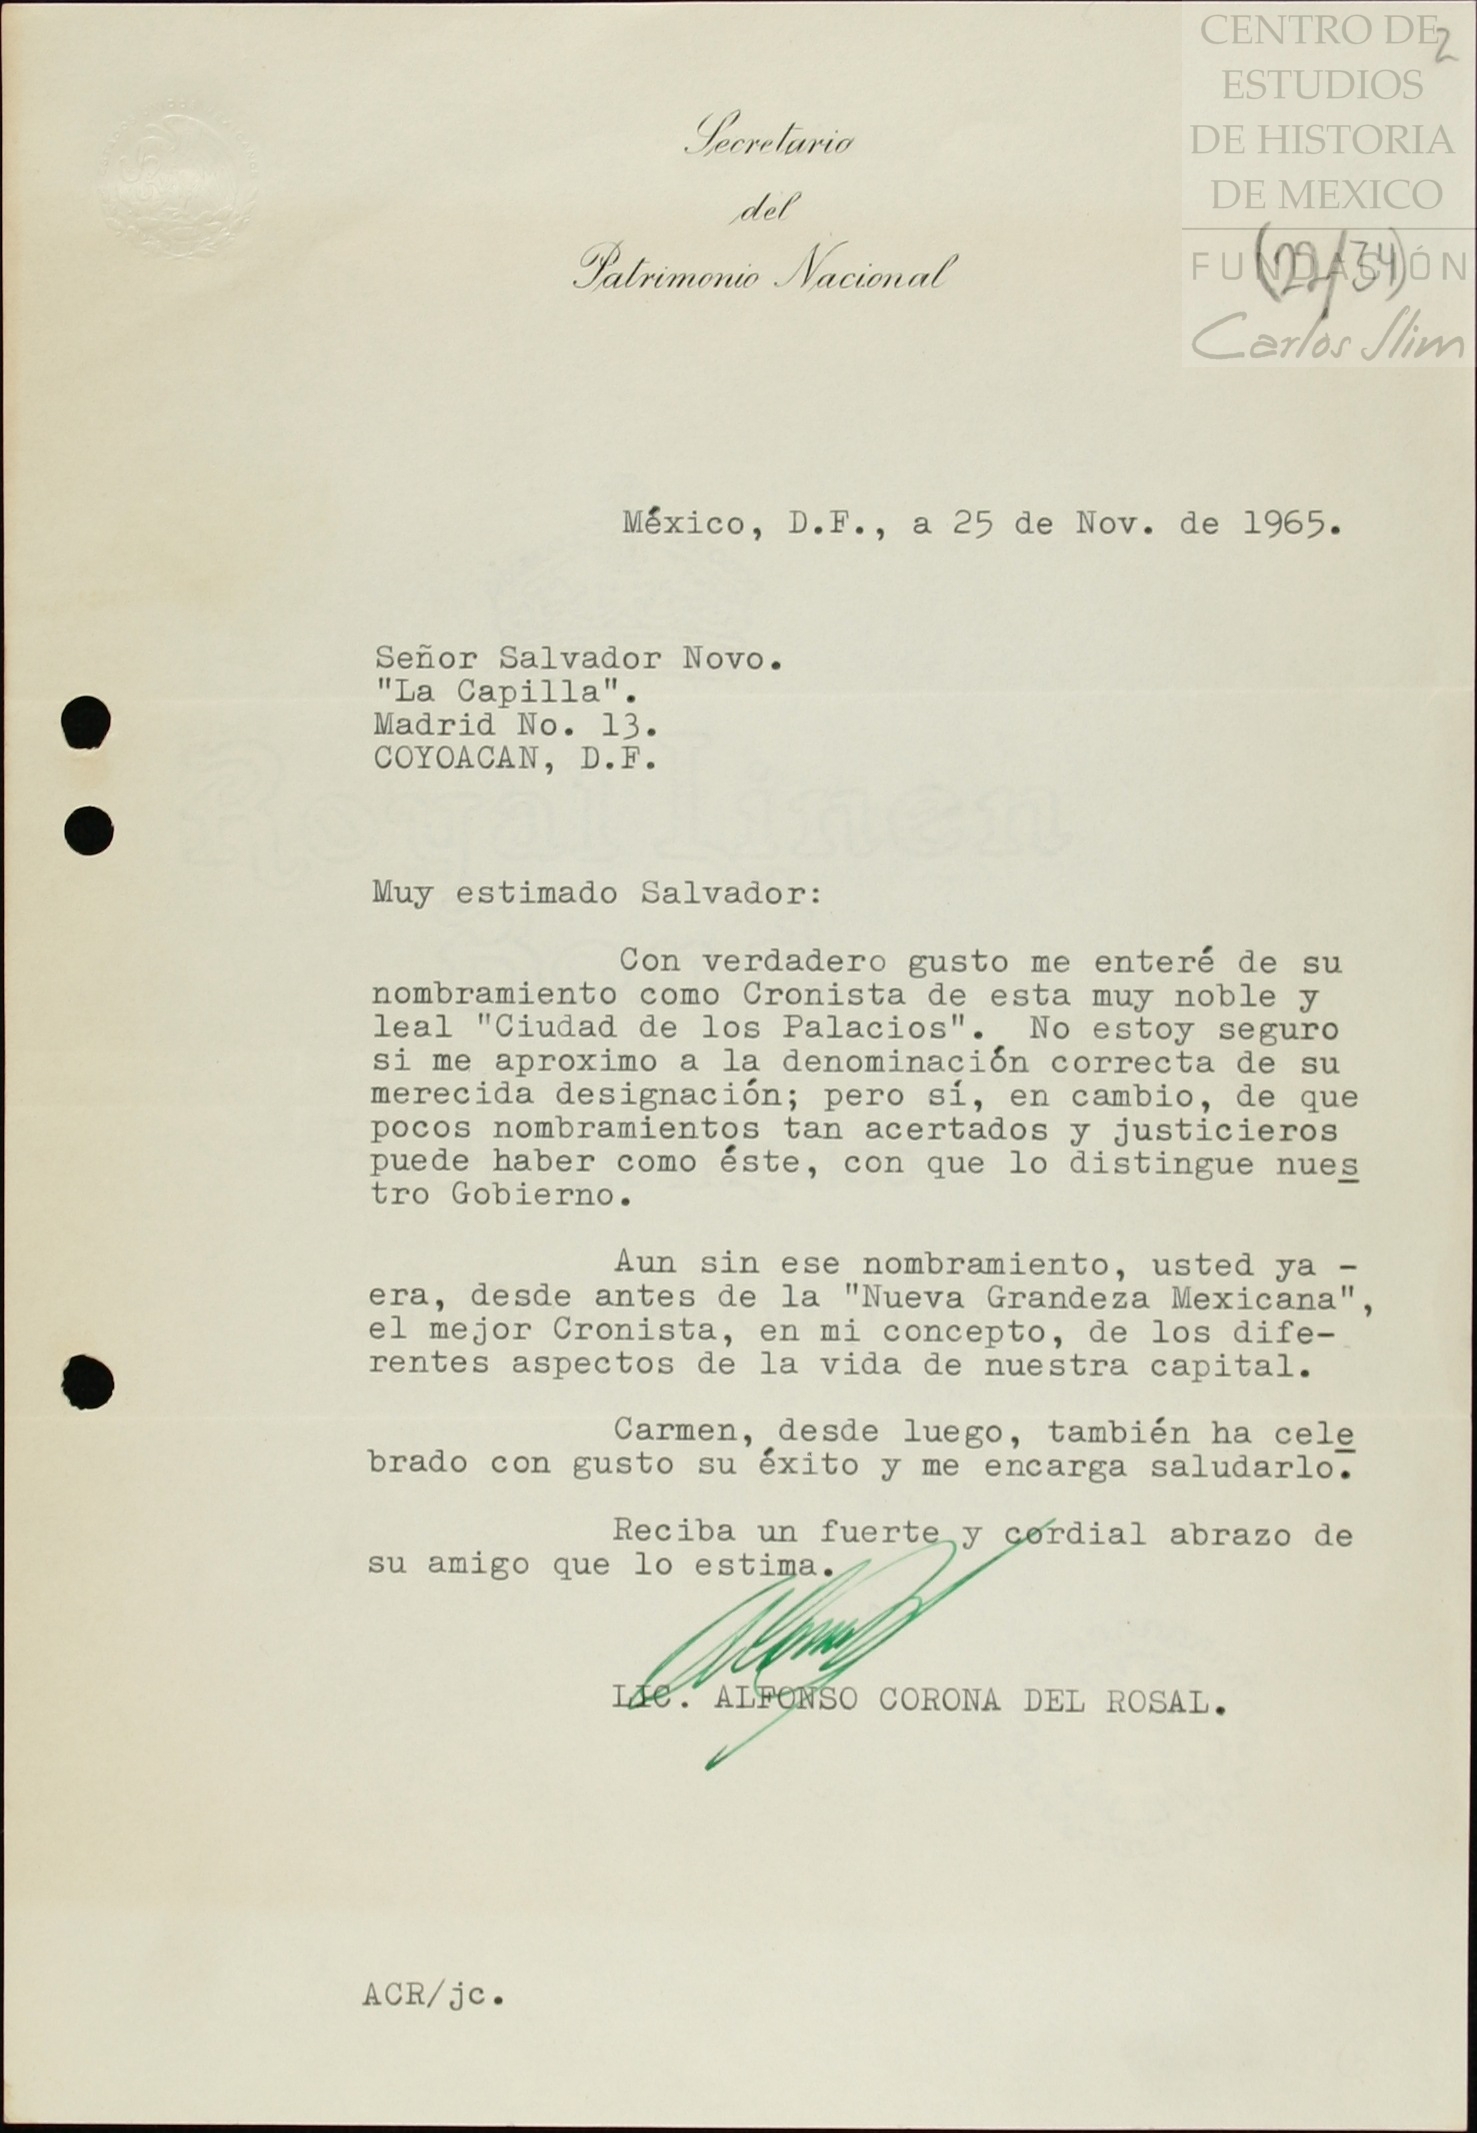 CENTRO DE
ESTUDIOS
DE HISTORIA
DE MEXICO
FUNDACIÓN
Carlos Slim
2
(22/34)
Secretario
del
Patrimonio Nacional
México, D.F., a 25 de Nov. de 1965.
Señor Salvador Novo.
"La Capilla".
Madrid No. 13.
COYOACAN, D.F.
Muy estimado Salvador:
Con verdadero gusto me enteré de su
nombramiento como Cronista de esta muy noble y
leal "Ciudad de los Palacios". No estoy seguro
si me aproximo a la denominación correcta de su
merecida designación; pero sí, en cambio, de que
pocos nombramientos tan acertados y justicieros
puede haber como éste, con que lo distingue nues
tro Gobierno.
Aun sin ese nombramiento, usted ya -
era, desde antes de la "Nueva Grandeza Mexicana",
el mejor Cronista, en mi concepto, de los dife-
rentes aspectos de la vida de nuestra capital.
Carmen, desde luego, también ha cele
brado con gusto su éxito y me encarga saludarlo.
Reciba un fuerte y cordial abrazo de
su amigo que lo estima.
LIC. ALFONSO CORONA DEL ROSAL.
ACR/jc.